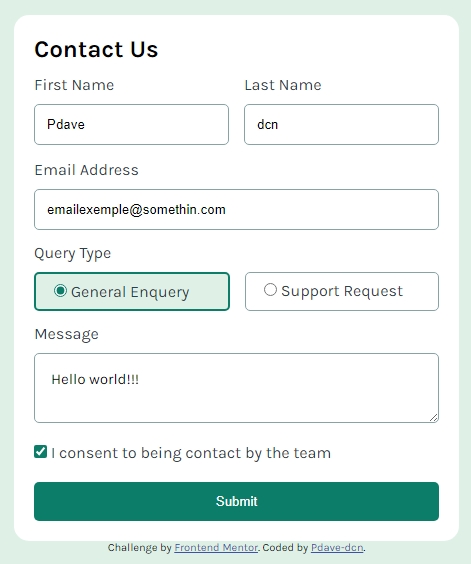 Contact Us
First Name Last Name
Pdave dcn
Email Address
emailexemple@somethin.com
Query Type
General Enquery Support Request
Message
Hello world!!!
I consent to being contact by the team
Submit
Challenge by Frontend Mentor. Coded by Pdave-dcn.